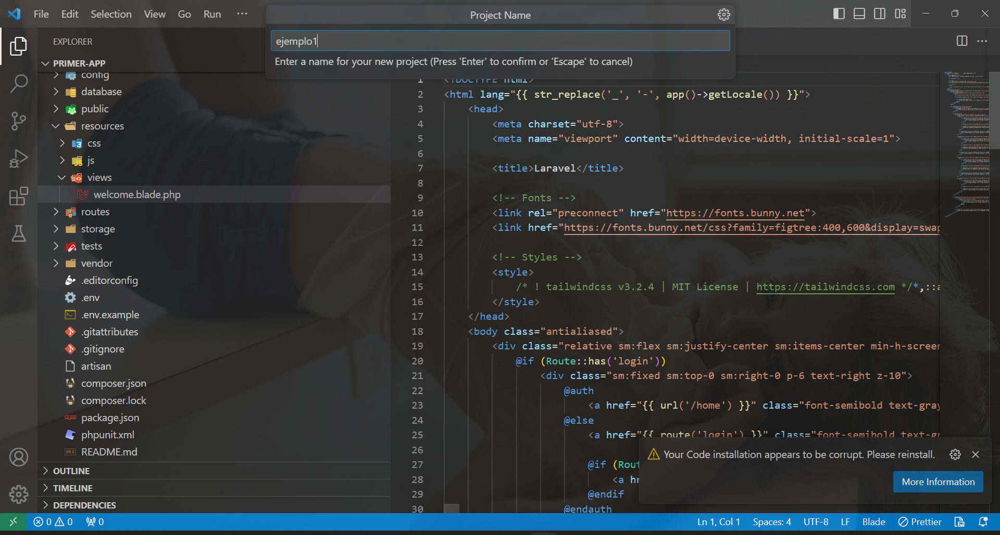 File Edit Selection View Go Run ···
Project Name
ejemplo1
Enter a name for your new project (Press 'Enter' to confirm or 'Escape' to cancel)
EXPLORER
PRIMER-APP
config
database
public
resources
css
js
views
welcome.blade.php
routes
storage
tests
vendor
.editorconfig
.env
.env.example
.gitattributes
.gitignore
artisan
composer.json
composer.lock
package.json
phpunit.xml
README.md
OUTLINE
TIMELINE
DEPENDENCIES
1 <!DOCTYPE html>
2 <html lang="{{ str_replace('_', '-', app()->getLocale()) }}">
3 <head>
4 <meta charset="utf-8">
5 <meta name="viewport" content="width=device-width, initial-scale=1">
6
7 <title>Laravel</title>
8
9 <!-- Fonts -->
10 <link rel="preconnect" href="https://fonts.bunny.net">
11 <link href="https://fonts.bunny.net/css?family=figtree:400,600&display=swap
12
13 <!-- Styles -->
14 <style>
15 /* ! tailwindcss v3.2.4 | MIT License | https://tailwindcss.com */*,::a
16 </style>
17 </head>
18 <body class="antialiased">
19 <div class="relative sm:flex sm:justify-center sm:items-center min-h-screen
20 @if (Route::has('login'))
21 <div class="sm:fixed sm:top-0 sm:right-0 p-6 text-right z-10">
22 @auth
23 <a href="{{ url('/home') }}" class="font-semibold text-gray
24 @else
25 <a href="{{ route('login') }}" class="font-semibold text-gr
26
27 @if (Rout
28 <a hr
29 @endif
30 @endauth
Your Code installation appears to be corrupt. Please reinstall.
More Information
0 0 0
Ln 1, Col 1 Spaces: 4 UTF-8 LF Blade Prettier